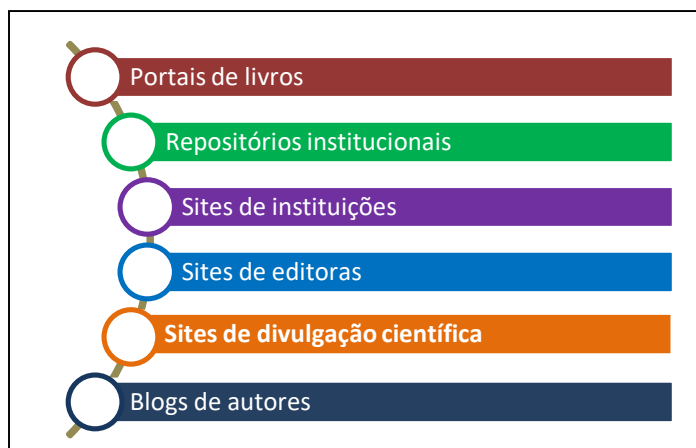 Portais de livros
Repositórios institucionais
Sites de instituições
Sites de editoras
Sites de divulgação científica
Blogs de autores